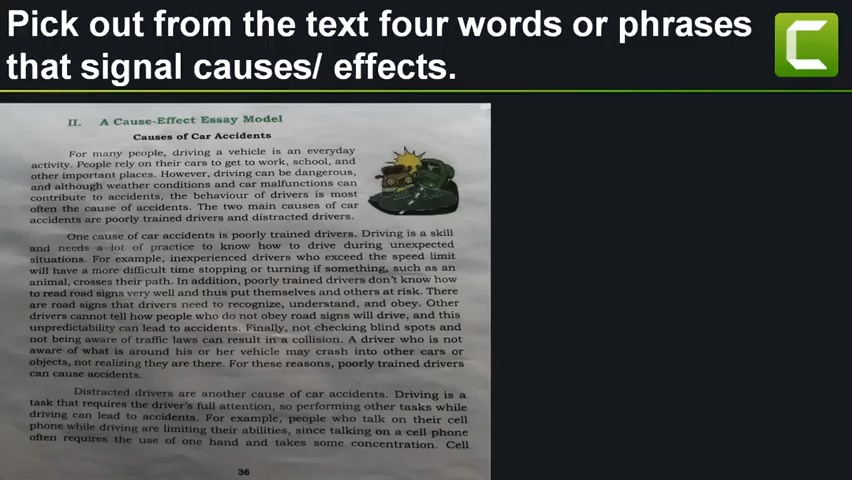 Pick out from the text four words or phrases
that signal causes/ effects.
II. A Cause-Effect Essay Model
Causes of Car Accidents
For many people, driving a vehicle is an everyday
activity. People rely on their cars to get to work, school, and
other important places. However, driving can be dangerous,
and although weather conditions and car malfunctions can
contribute to accidents, the behaviour of drivers is most
often the cause of accidents. The two main causes of car
accidents are poorly trained drivers and distracted drivers.
One cause of car accidents is poorly trained drivers. Driving is a skill
and needs a lot of practice to know how to drive during unexpected
situations. For example, inexperienced drivers who exceed the speed limit
will have a more difficult time stopping or turning if something, such as an
animal, crosses their path. In addition, poorly trained drivers don't know how
to read road signs very well and thus put themselves and others at risk. There
are road signs that drivers need to recognize, understand, and obey. Other
drivers cannot tell how people who do not obey road signs will drive, and this
unpredictability can lead to accidents. Finally, not checking blind spots and
not being aware of traffic laws can result in a collision. A driver who is not
aware of what is around his or her vehicle may crash into other cars or
objects, not realizing they are there. For these reasons, poorly trained drivers
can cause accidents.
Distracted drivers are another cause of car accidents. Driving is a
task that requires the driver's full attention, so performing other tasks while
driving can lead to accidents. For example, people who talk on their cell
phone while driving are limiting their abilities, since talking on a cell phone
often requires the use of one hand and takes some concentration. Cell
36